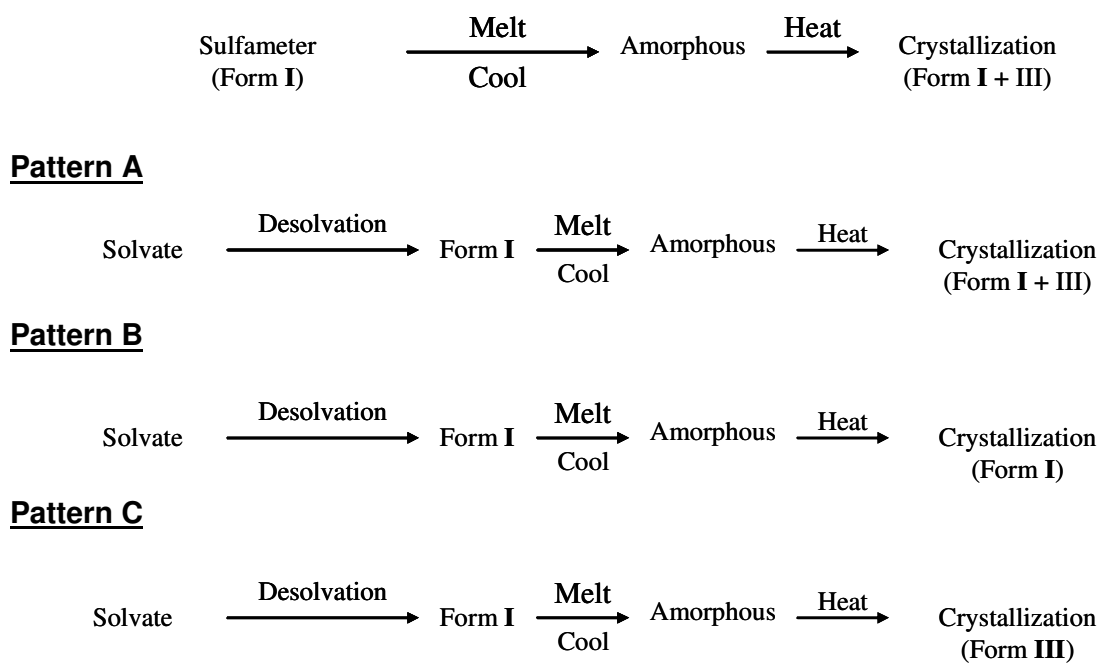 Sulfameter
(Form I)
Melt
Cool
Amorphous
Heat
Crystallization
(Form I + III)
Pattern A
Solvate
Desolvation
Form I
Melt
Cool
Amorphous
Heat
Crystallization
(Form I + III)
Pattern B
Solvate
Desolvation
Form I
Melt
Cool
Amorphous
Heat
Crystallization
(Form I)
Pattern C
Solvate
Desolvation
Form I
Melt
Cool
Amorphous
Heat
Crystallization
(Form III)